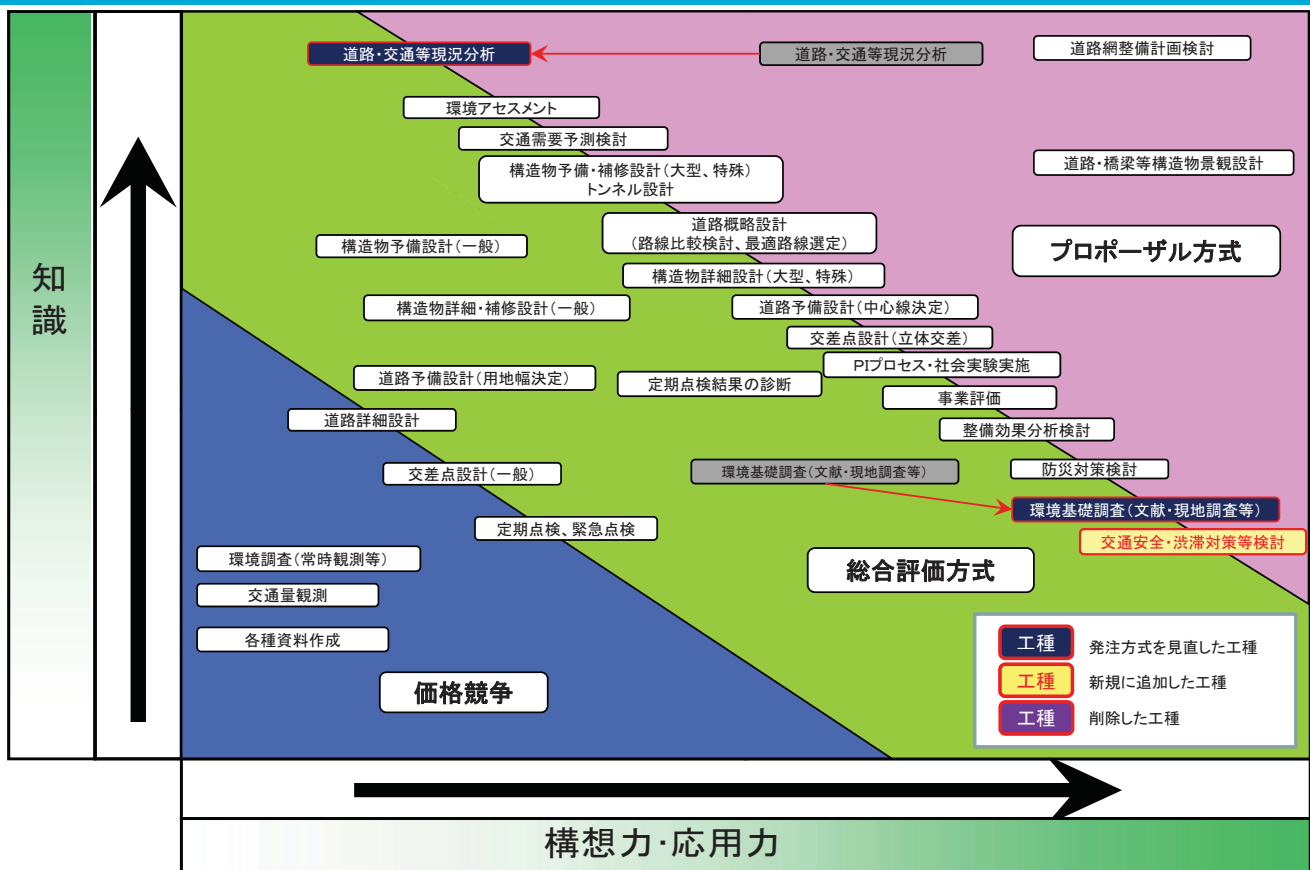 道路・交通等現況分析
道路・交通等現況分析
道路網整備計画検討
環境アセスメント
交通需要予測検討
構造物予備・補修設計(大型、特殊)
トンネル設計
道路・橋梁等構造物景観設計
道路概略設計
(路線比較検討、最適路線選定)
構造物予備設計(一般)
プロポーザル方式
構造物詳細設計(大型、特殊)
構造物詳細・補修設計(一般)
道路予備設計(中心線決定)
交差点設計(立体交差)
PIプロセス・社会実験実施
道路予備設計(用地幅決定)
定期点検結果の診断
事業評価
道路詳細設計
整備効果分析検討
交差点設計(一般)
環境基礎調査(文献・現地調査等)
防災対策検討
環境基礎調査(文献・現地調査等)
定期点検、緊急点検
交通安全・渋滞対策等検討
環境調査(常時観測等)
総合評価方式
交通量観測
各種資料作成
価格競争
工種 発注方式を見直した工種
工種 新規に追加した工種
工種 削除した工種
知識
構想力・応用力